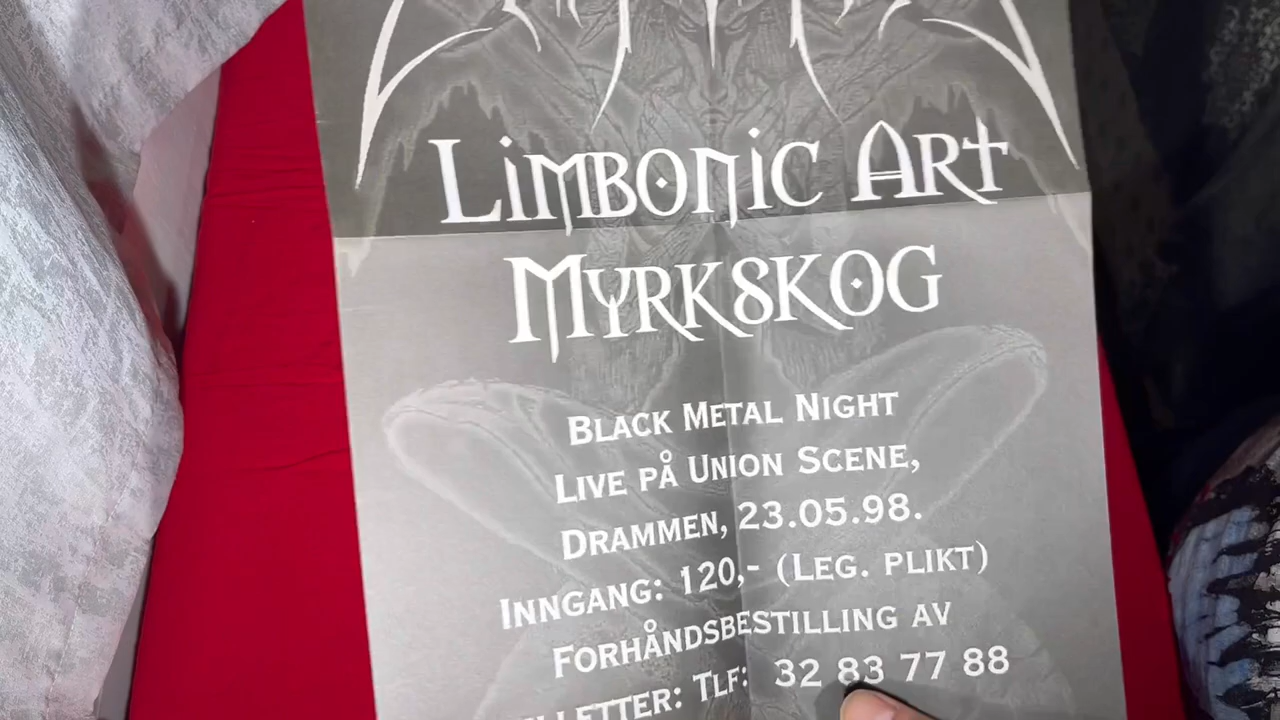 Limbonic Art
Myrkskog
Black Metal Night
Live på Union Scene,
Drammen, 23.05.98.
Inngang: 120,- (Leg. plikt)
Forhåndsbestilling av
Tlf: 32 83 77 88